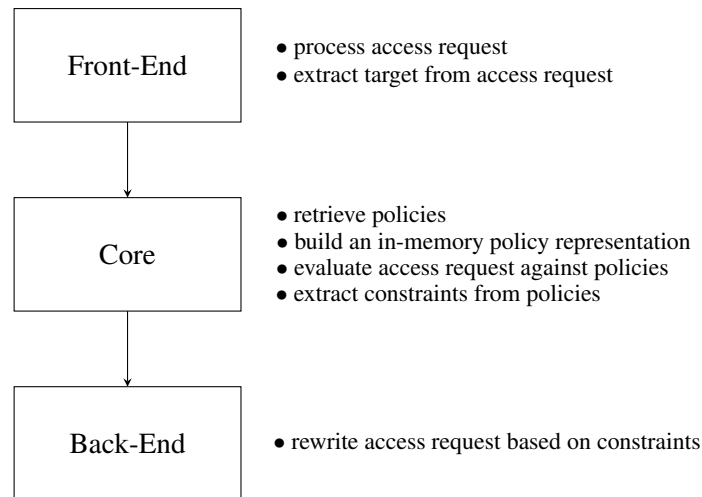 Front-End
• process access request
• extract target from access request
Core
• retrieve policies
• build an in-memory policy representation
• evaluate access request against policies
• extract constraints from policies
Back-End
• rewrite access request based on constraints